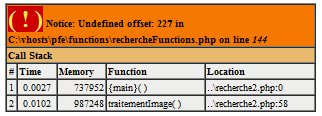 ( ! ) Notice: Undefined offset: 227 in
C:\vhosts\pfe\functions\rechercheFunctions.php on line 144
Call Stack
# Time Memory Function Location
1 0.0027 737952 {main}( ) ..\recherche2.php:0
2 0.0102 987248 traitementImage( ) ..\recherche2.php:58